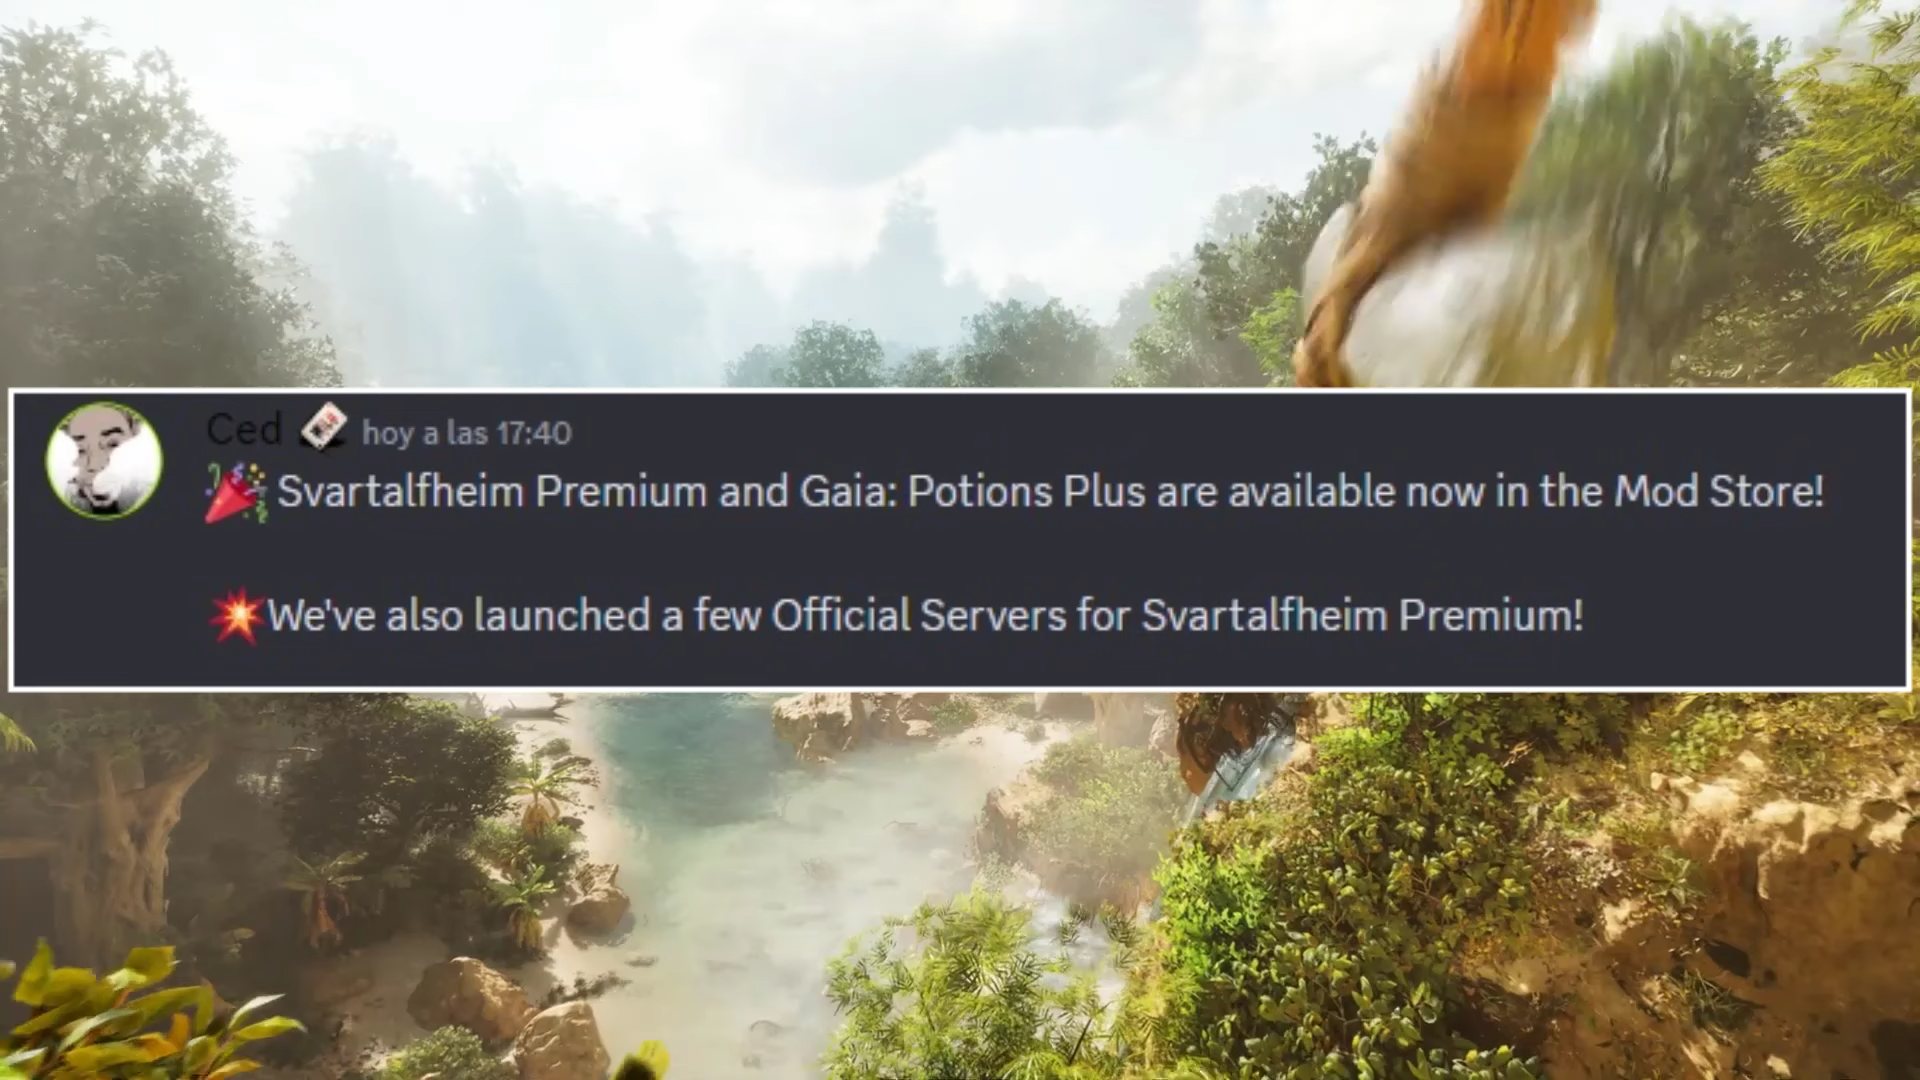 Ced hoy a las 17:40
🎉 Svartalfheim Premium and Gaia: Potions Plus are available now in the Mod Store!
💥We've also launched a few Official Servers for Svartalfheim Premium!